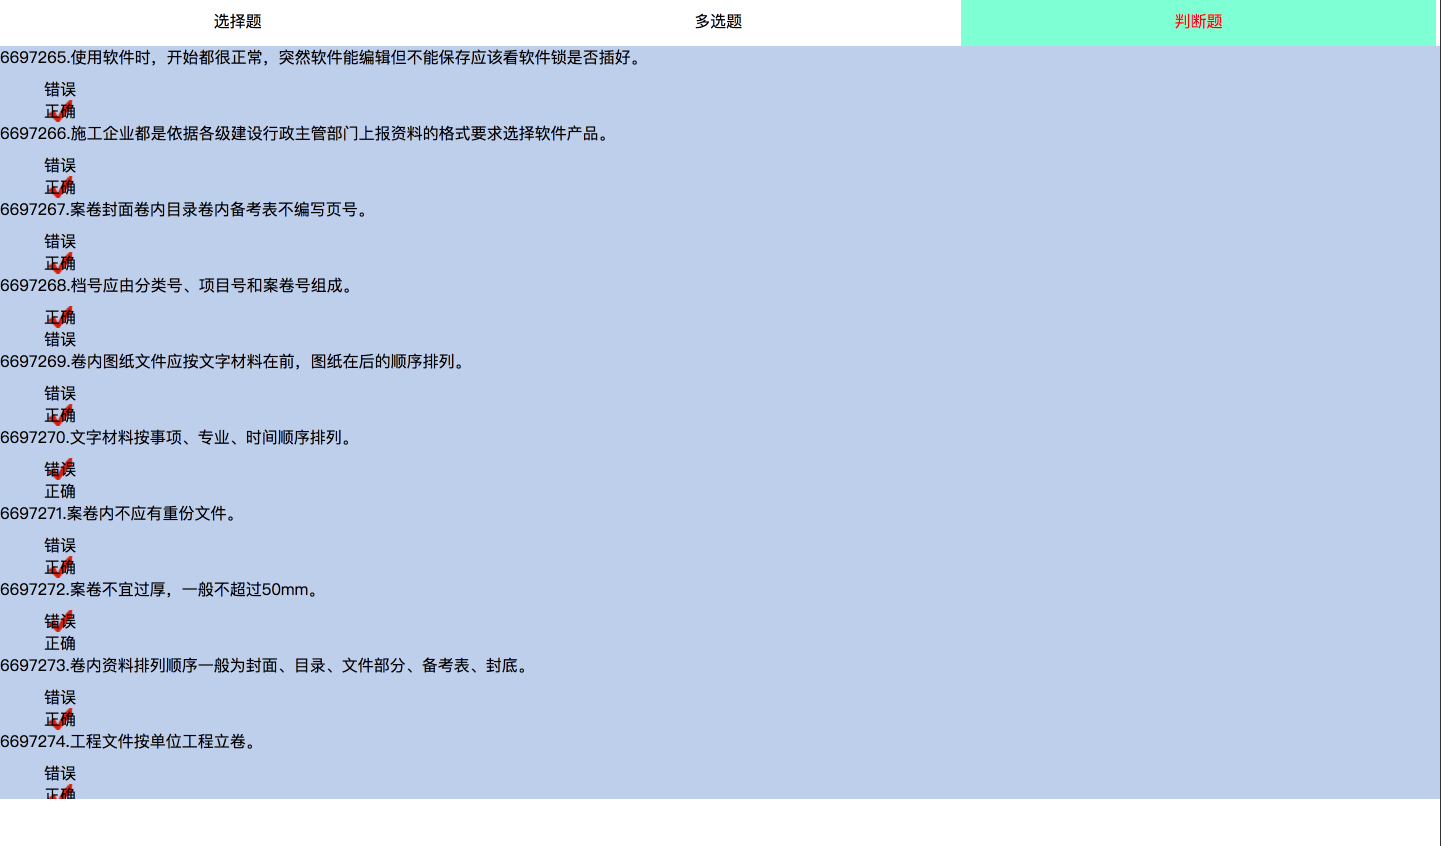 选择题 多选题 判断题
6697265.使用软件时，开始都很正常，突然软件能编辑但不能保存应该看软件锁是否插好。
错误
正确
6697266.施工企业都是依据各级建设行政主管部门上报资料的格式要求选择软件产品。
错误
正确
6697267.案卷封面卷内目录卷内备考表不编写页号。
错误
正确
6697268.档号应由分类号、项目号和案卷号组成。
正确
错误
6697269.卷内图纸文件应按文字材料在前，图纸在后的顺序排列。
错误
正确
6697270.文字材料按事项、专业、时间顺序排列。
错误
正确
6697271.案卷内不应有重份文件。
错误
正确
6697272.案卷不宜过厚，一般不超过50mm。
错误
正确
6697273.卷内资料排列顺序一般为封面、目录、文件部分、备考表、封底。
错误
正确
6697274.工程文件按单位工程立卷。
错误
正确